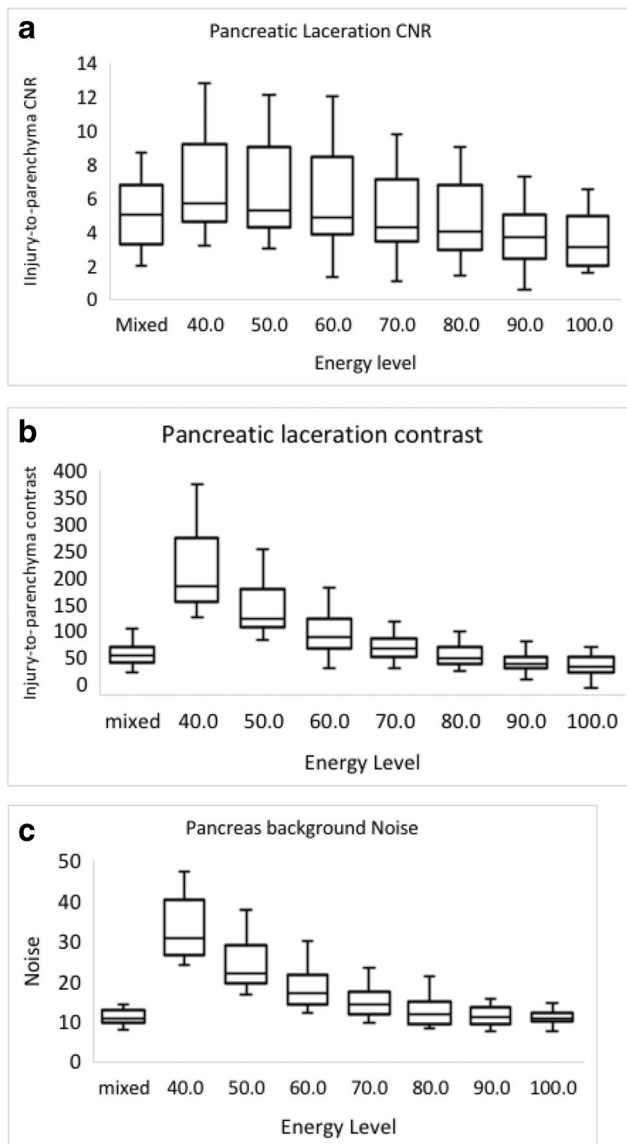 a
Pancreatic Laceration CNR
IInjury-to-parenchyma CNR
14
12
10
8
6
4
2
0
Mixed 40.0 50.0 60.0 70.0 80.0 90.0 100.0
Energy level
b
Pancreatic laceration contrast
Injury-to-parenchyma contrast
400
350
300
250
200
150
100
50
0
mixed 40.0 50.0 60.0 70.0 80.0 90.0 100.0
Energy Level
c
Pancreas background Noise
Noise
50
40
30
20
10
0
mixed 40.0 50.0 60.0 70.0 80.0 90.0 100.0
Energy Level